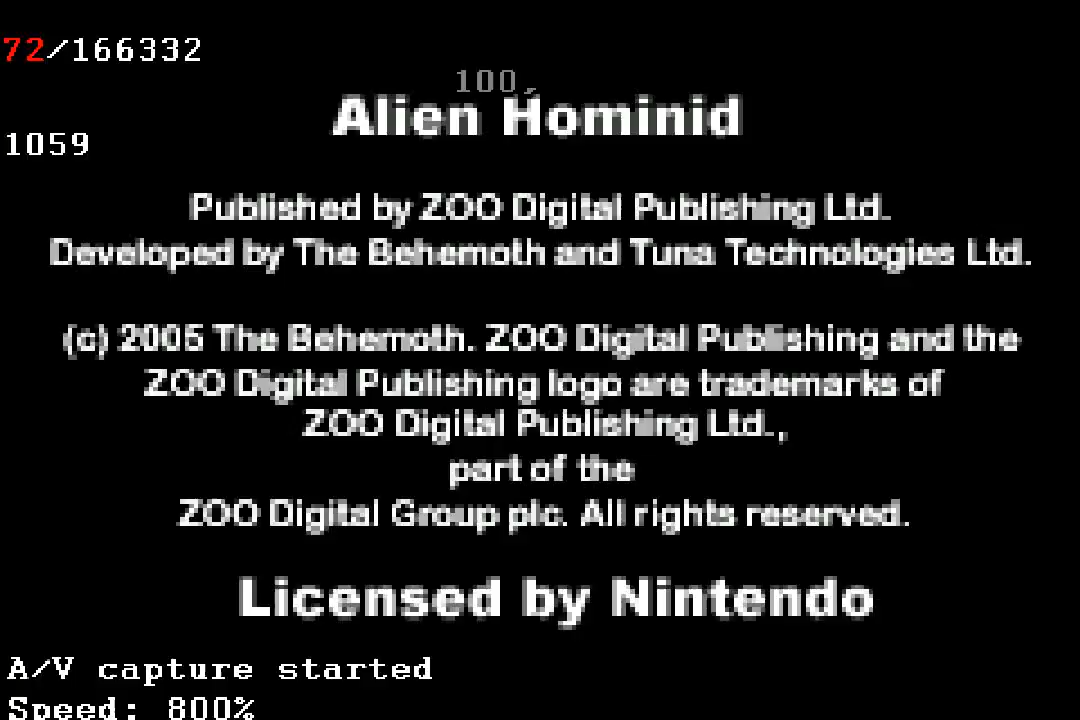 72/166332
100,
Alien Hominid
1059
Published by ZOO Digital Publishing Ltd.
Developed by The Behemoth and Tuna Technologies Ltd.
(c) 2005 The Behemoth. ZOO Digital Publishing and the
ZOO Digital Publishing logo are trademarks of
ZOO Digital Publishing Ltd.,
part of the
ZOO Digital Group plc. All rights reserved.
Licensed by Nintendo
A/V capture started
Speed: 800%